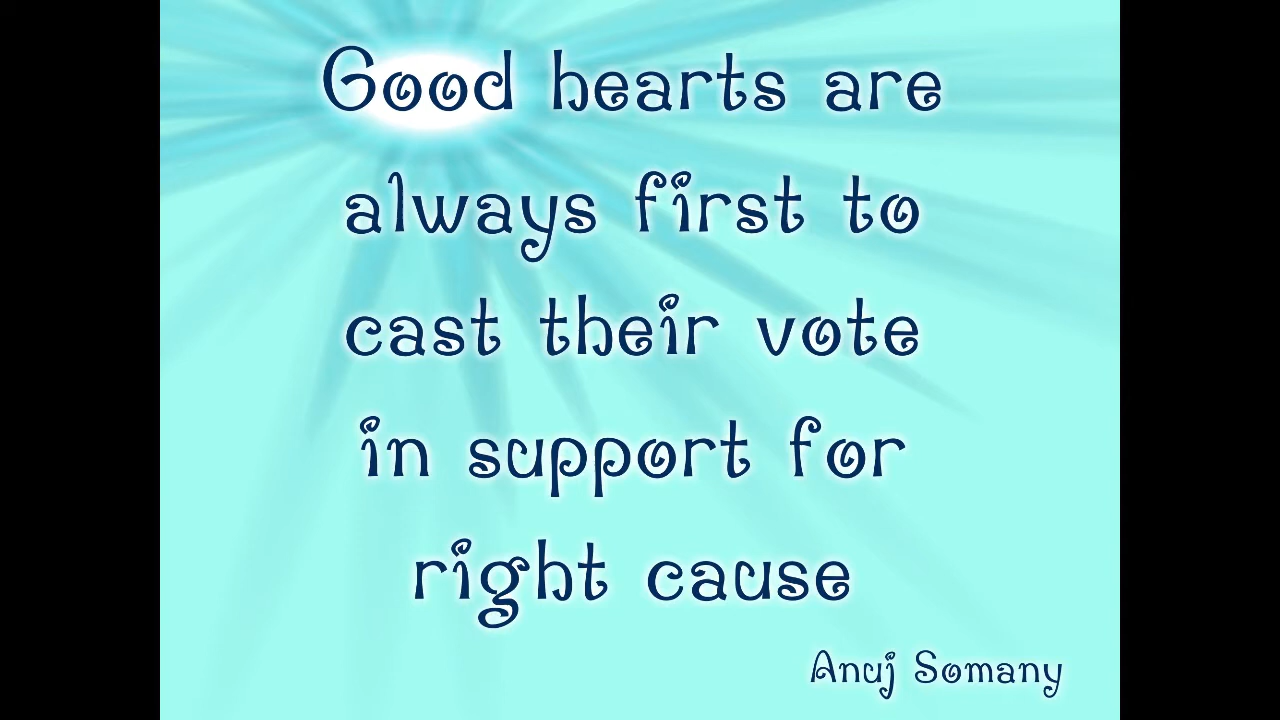 Good hearts are
always first to
cast their vote
in support for
right cause
Anuj Somany